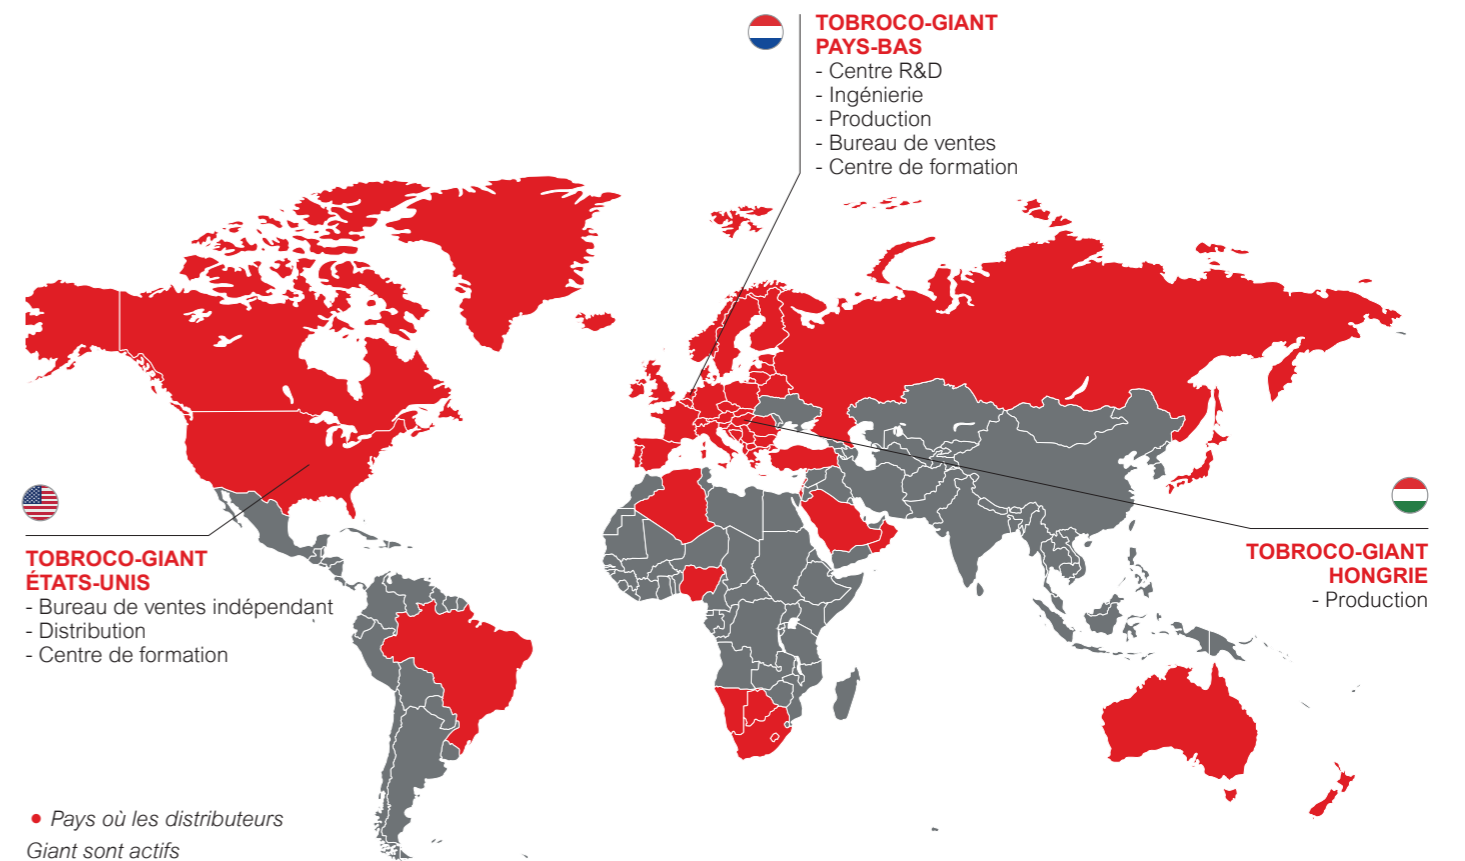 TOBROCO-GIANT
PAYS-BAS
- Centre R&D
- Ingénierie
- Production
- Bureau de ventes
- Centre de formation
TOBROCO-GIANT
ÉTATS-UNIS
- Bureau de ventes indépendant
- Distribution
- Centre de formation
TOBROCO-GIANT
HONGRIE
- Production
• Pays où les distributeurs
Giant sont actifs